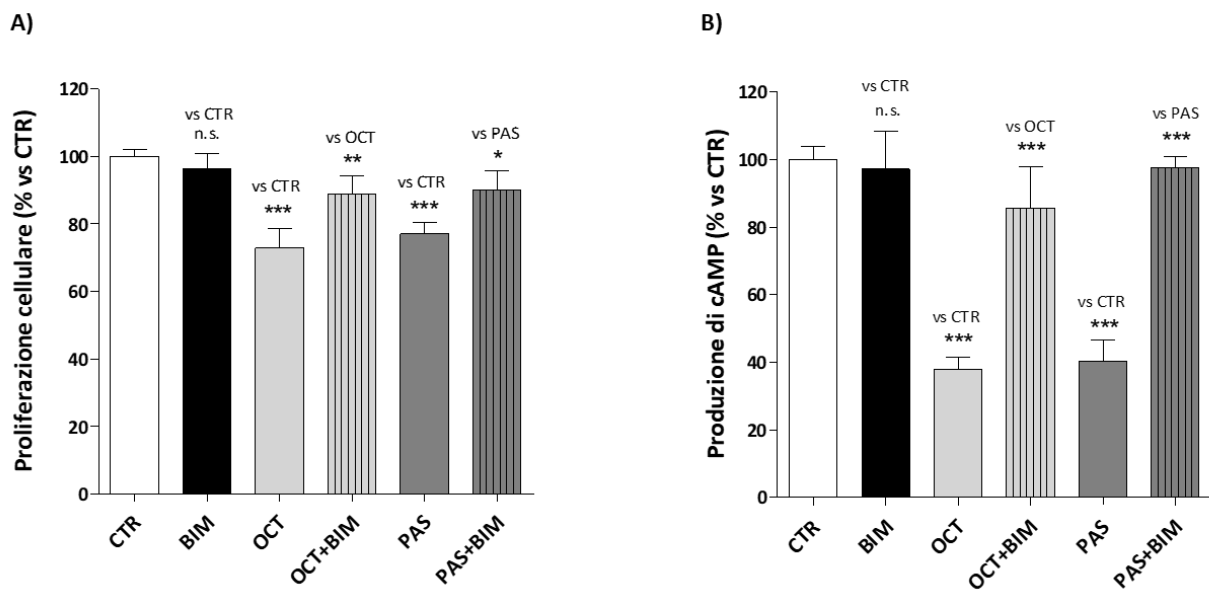 A)
Proliferazione cellulare (% vs CTR)
120
100
80
60
40
20
0
vs CTR
n.s.
vs CTR
***
vs OCT
**
vs CTR
***
vs PAS
*
CTR
BIM
OCT
OCT+BIM
PAS
PAS+BIM
B)
Produzione di cAMP (% vs CTR)
120
100
80
60
40
20
0
vs CTR
n.s.
vs CTR
***
vs OCT
***
vs CTR
***
vs PAS
***
CTR
BIM
OCT
OCT+BIM
PAS
PAS+BIM